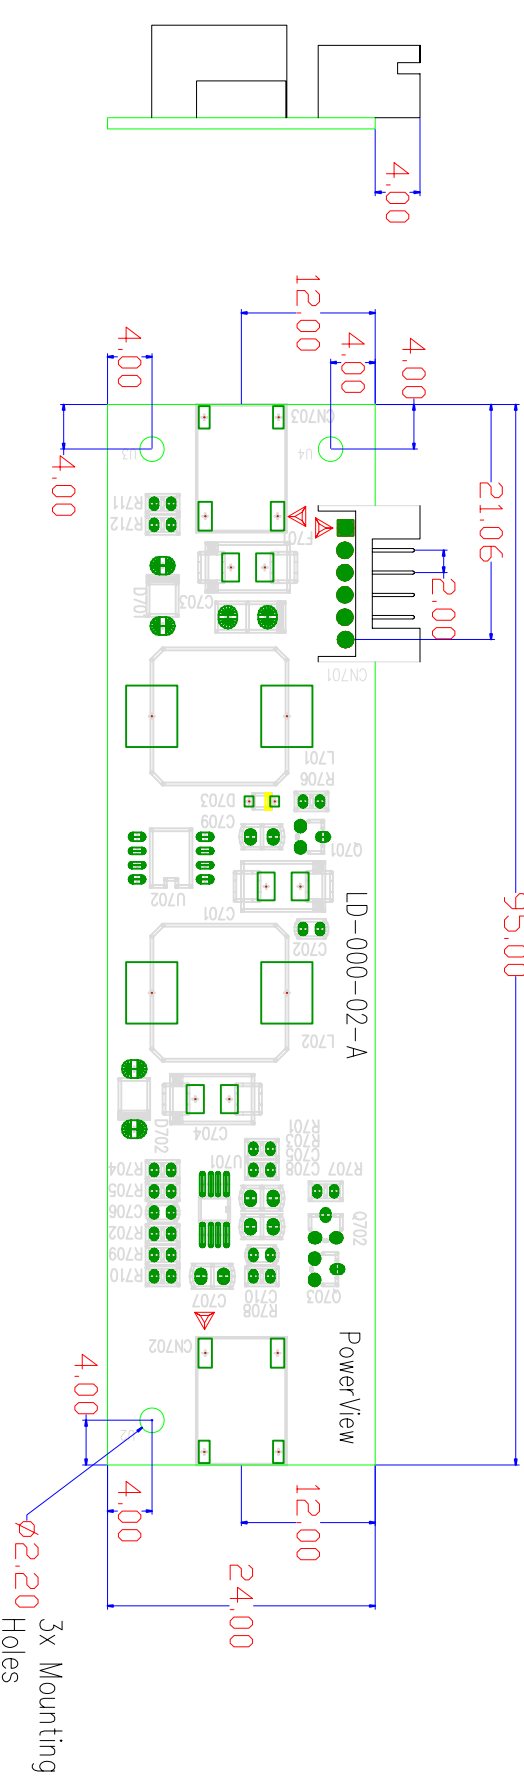 4.00
12.00
4.00
4.00
4.00
4.00
21.06
2.00
95.00
CN703
U3
U4
R711
R712
F701
D701
C703
CN701
L701
R706
D703
C709
Q701
U702
C701
C702
LD-000-02-A
L702
D702
C704
R701
R703
C705
C708
U701
R707
R704
R705
C706
R702
R709
R710
Q702
Q703
C707
C710
R708
CN702
PowerView
4.00
4.00
12.00
24.00
Ø2.20
3x Mounting
Holes